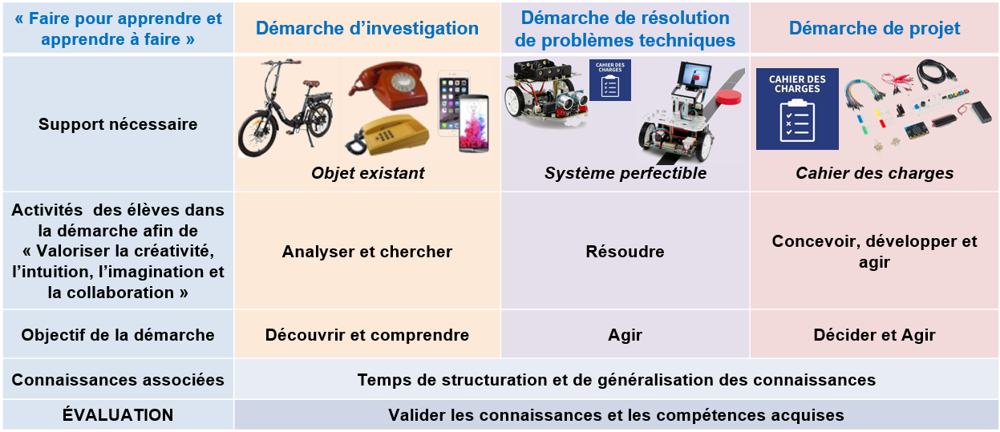 « Faire pour apprendre et
apprendre à faire »
Démarche d’investigation
Démarche de résolution
de problèmes techniques
Démarche de projet
Support nécessaire
Objet existant
CAHIER DES
CHARGES
Système perfectible
CAHIER DES
CHARGES
Cahier des charges
Activités des élèves dans
la démarche afin de
« Valoriser la créativité,
l’intuition, l’imagination et
la collaboration »
Analyser et chercher
Résoudre
Concevoir, développer et
agir
Objectif de la démarche
Découvrir et comprendre
Agir
Décider et Agir
Connaissances associées
Temps de structuration et de généralisation des connaissances
ÉVALUATION
Valider les connaissances et les compétences acquises